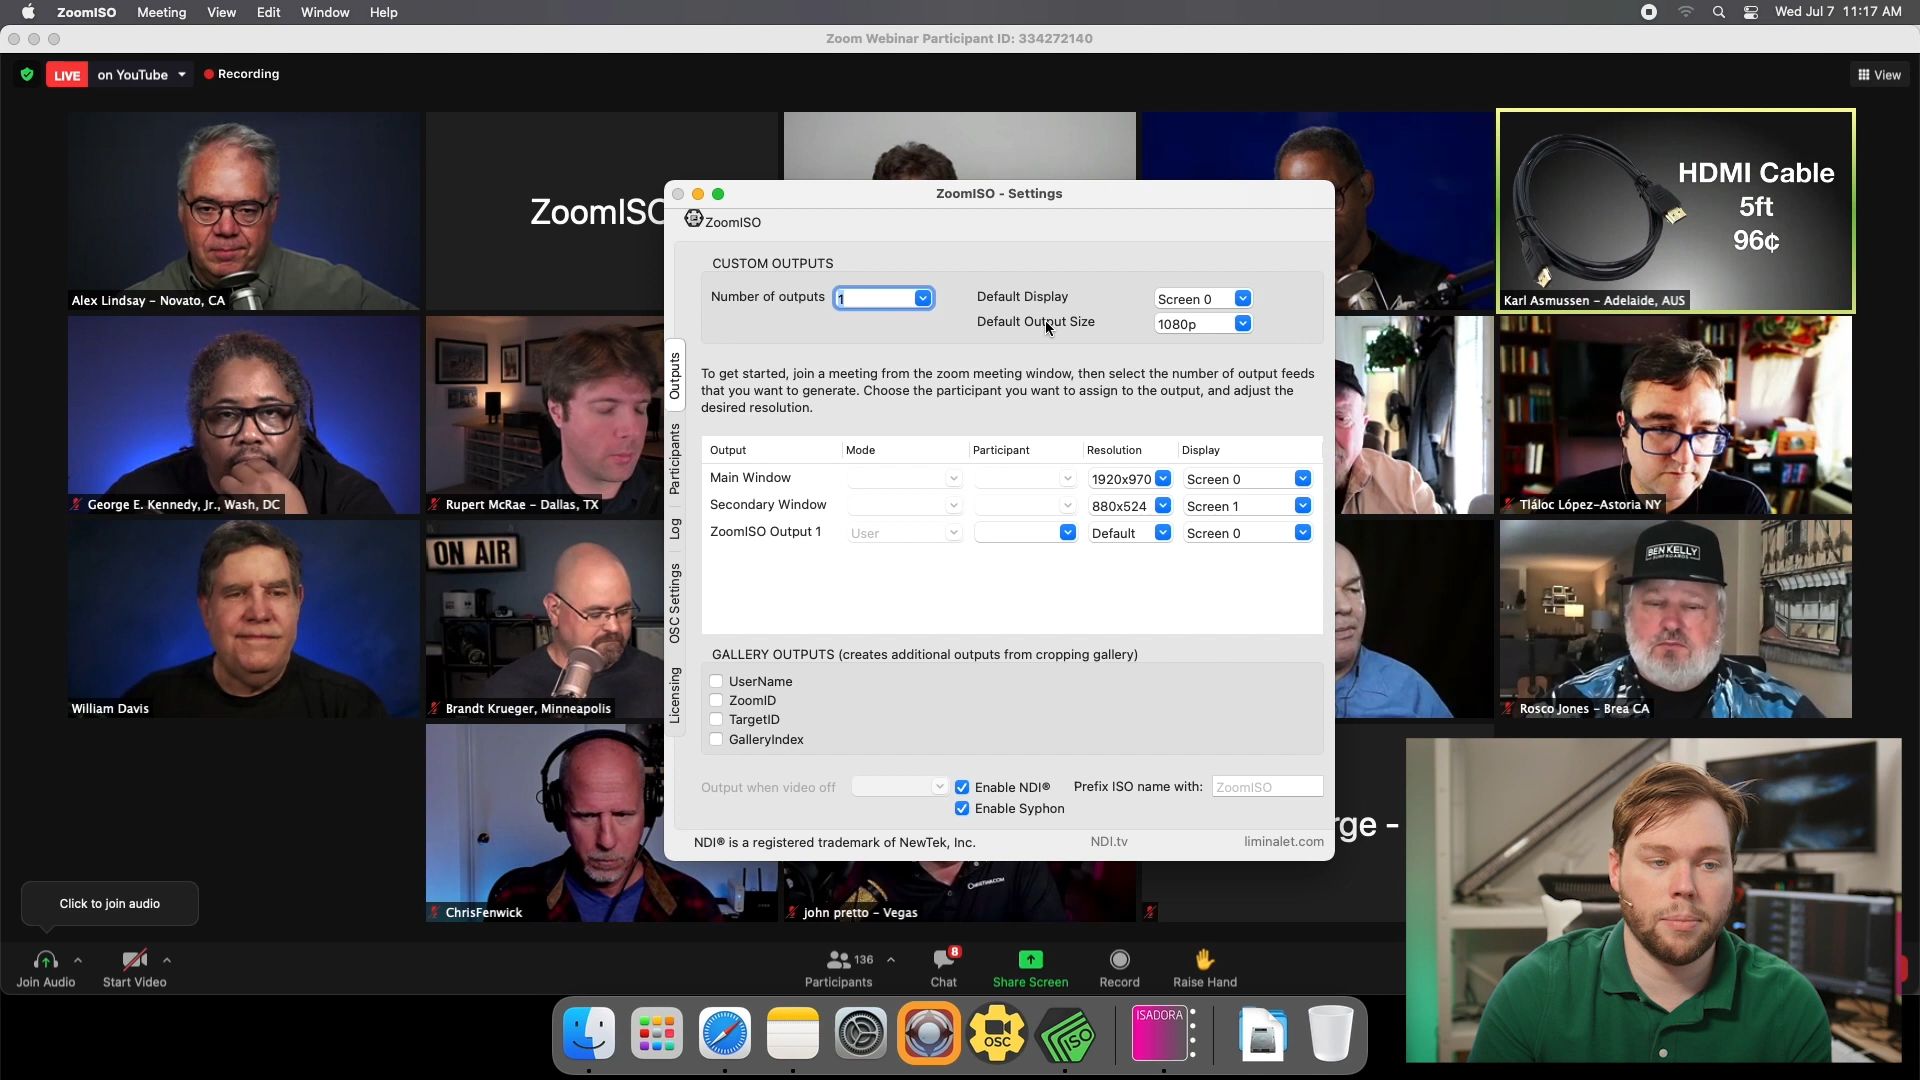 ZoomISO Meeting View Edit Window Help
Wed Jul 7 11:17 AM
Zoom Webinar Participant ID: 334272140
LIVE on YouTube
Recording
View
Alex Lindsay – Novato, CA
ZoomISO
HDMI Cable
5ft
96¢
Karl Asmussen – Adelaide, AUS
George E. Kennedy, Jr., Wash, DC
Rupert McRae – Dallas, TX
Tláloc López-Astoria NY
William Davis
ON AIR
Brandt Krueger, Minneapolis
BEN KELLY
Rosco Jones – Brea CA
ChrisFenwick
john pretto – Vegas
rge –
ZoomISO - Settings
ZoomISO
Outputs
Participants
Log
OSC Settings
Licensing
CUSTOM OUTPUTS
Number of outputs 1
Default Display Screen 0
Default Output Size 1080p
To get started, join a meeting from the zoom meeting window, then select the number of output feeds
that you want to generate. Choose the participant you want to assign to the output, and adjust the
desired resolution.
Output Mode Participant Resolution Display
Main Window 1920x970 Screen 0
Secondary Window 880x524 Screen 1
ZoomISO Output 1 User Default Screen 0
GALLERY OUTPUTS (creates additional outputs from cropping gallery)
UserName
ZoomID
TargetID
GalleryIndex
Output when video off
Enable NDI®
Prefix ISO name with: ZoomISO
Enable Syphon
NDI® is a registered trademark of NewTek, Inc.
NDI.tv
liminalet.com
Click to join audio
Join Audio
Start Video
136
Participants
8
Chat
Share Screen
Record
Raise Hand
OSC
ISO
ISADORA